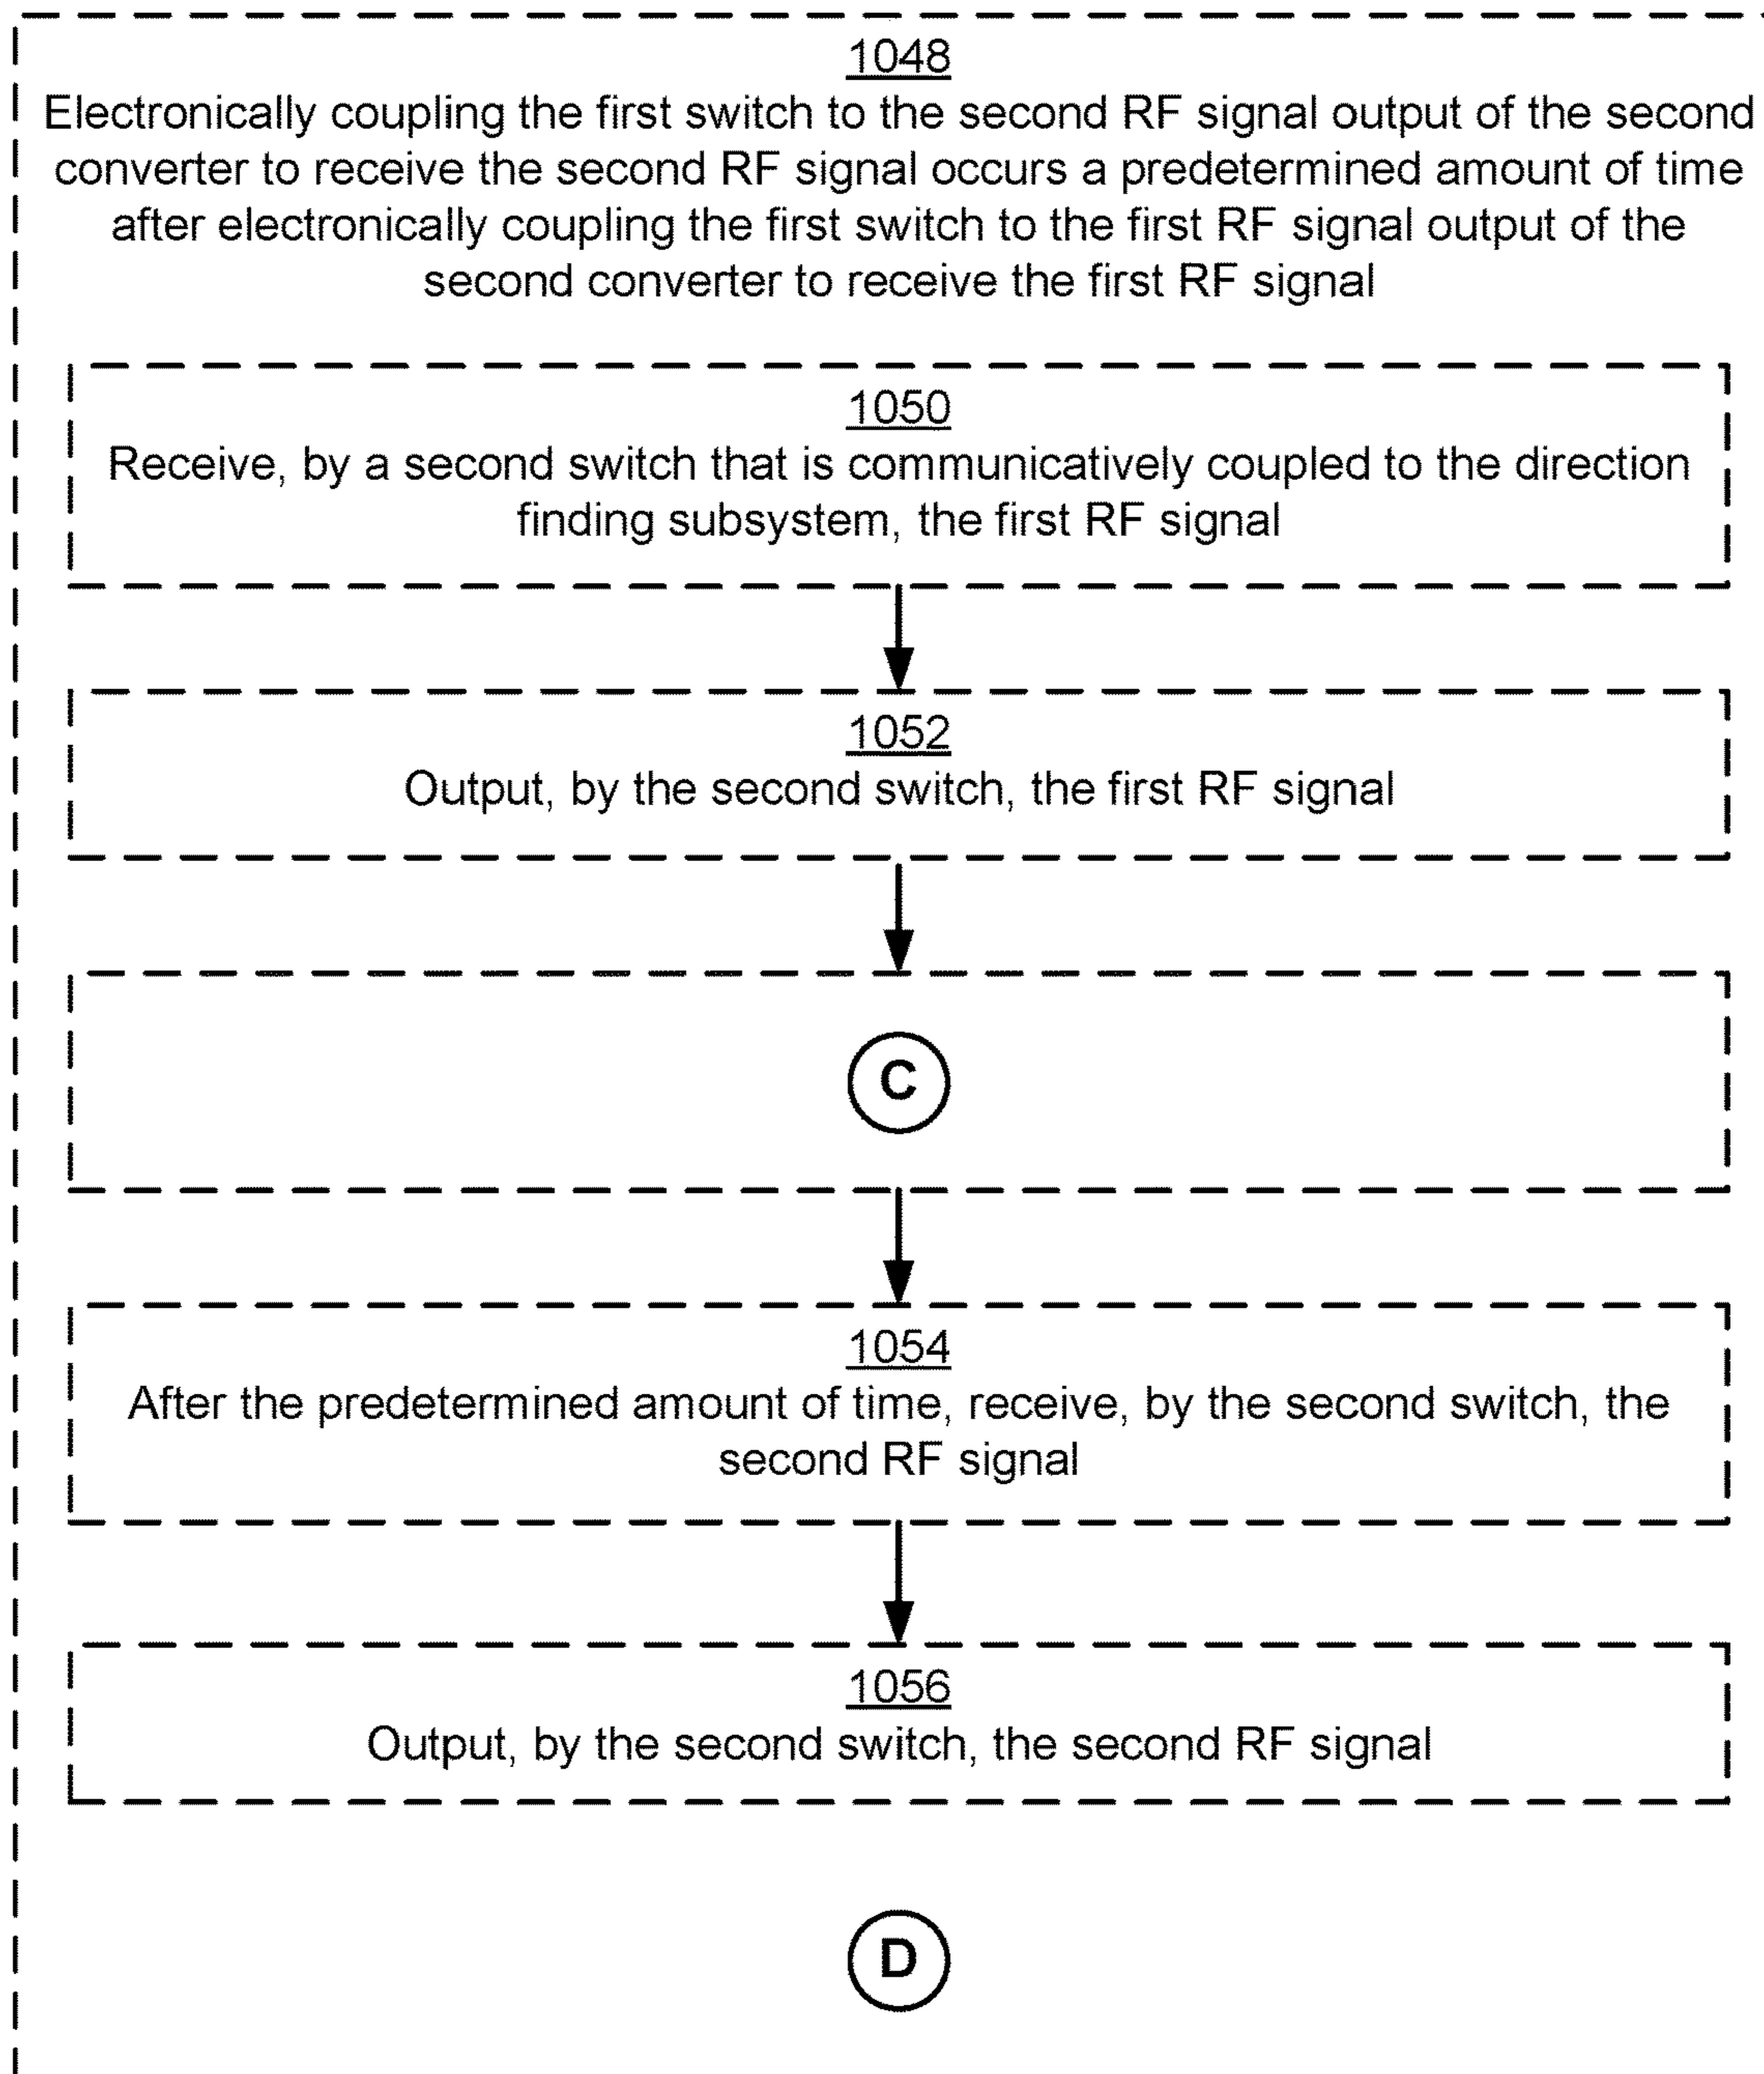 1048
Electronically coupling the first switch to the second RF signal output of the second
converter to receive the second RF signal occurs a predetermined amount of time
after electronically coupling the first switch to the first RF signal output of the
second converter to receive the first RF signal
1050
Receive, by a second switch that is communicatively coupled to the direction
finding subsystem, the first RF signal
1052
Output, by the second switch, the first RF signal
C
1054
After the predetermined amount of time, receive, by the second switch, the
second RF signal
1056
Output, by the second switch, the second RF signal
D